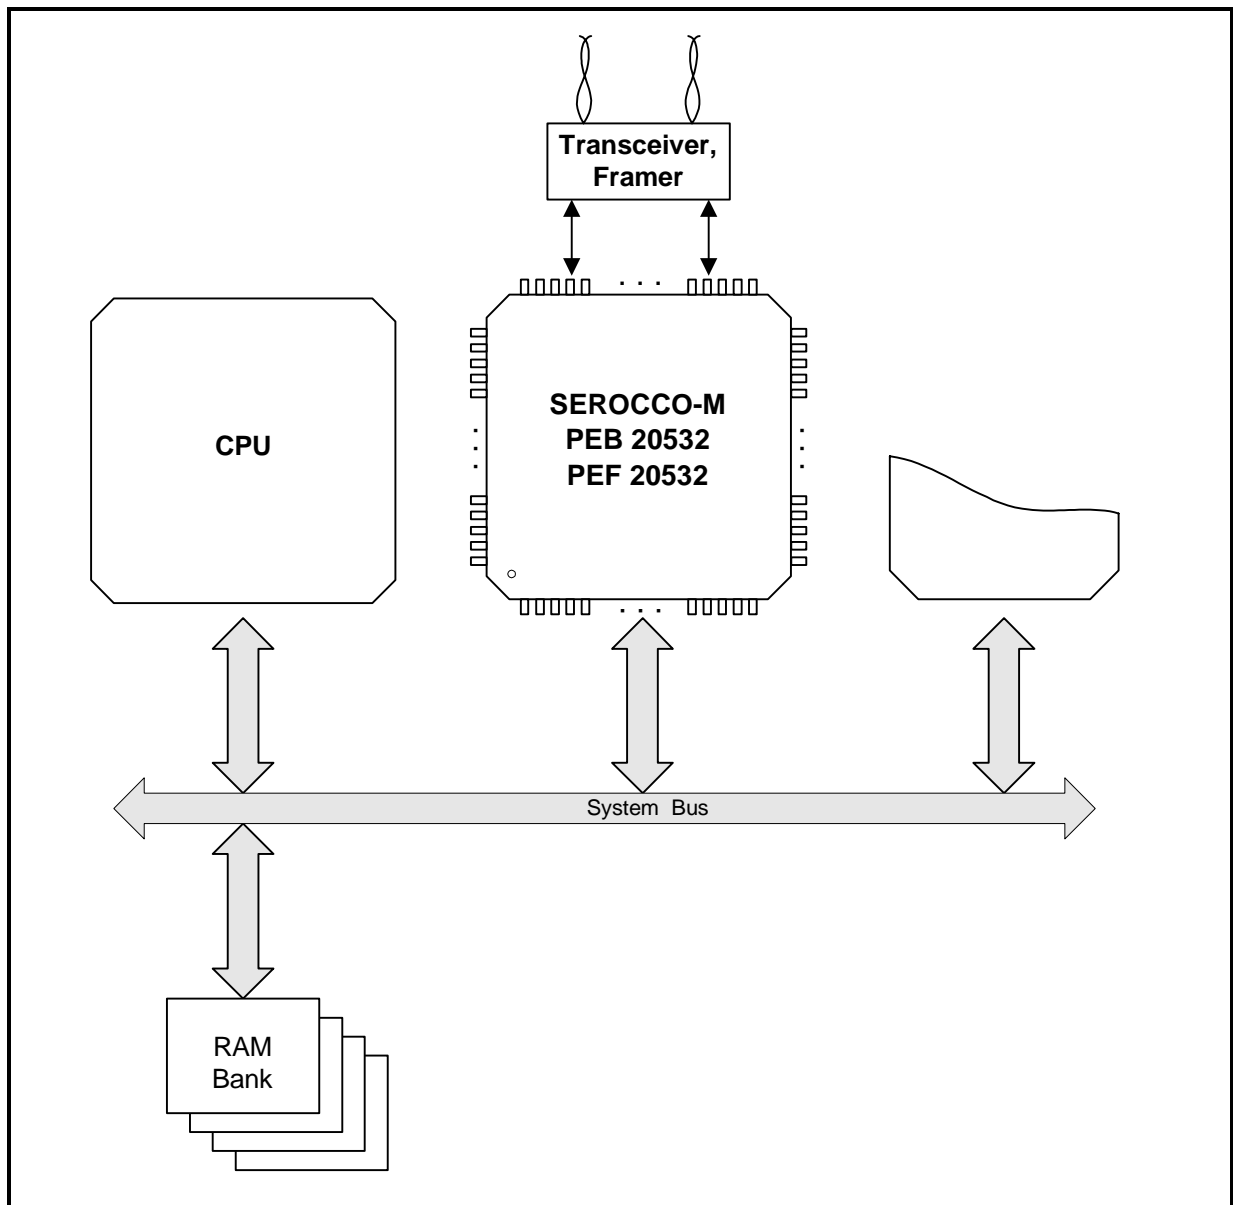 Transceiver,
Framer
CPU
SEROCCO-M
PEB 20532
PEF 20532
System Bus
RAM
Bank